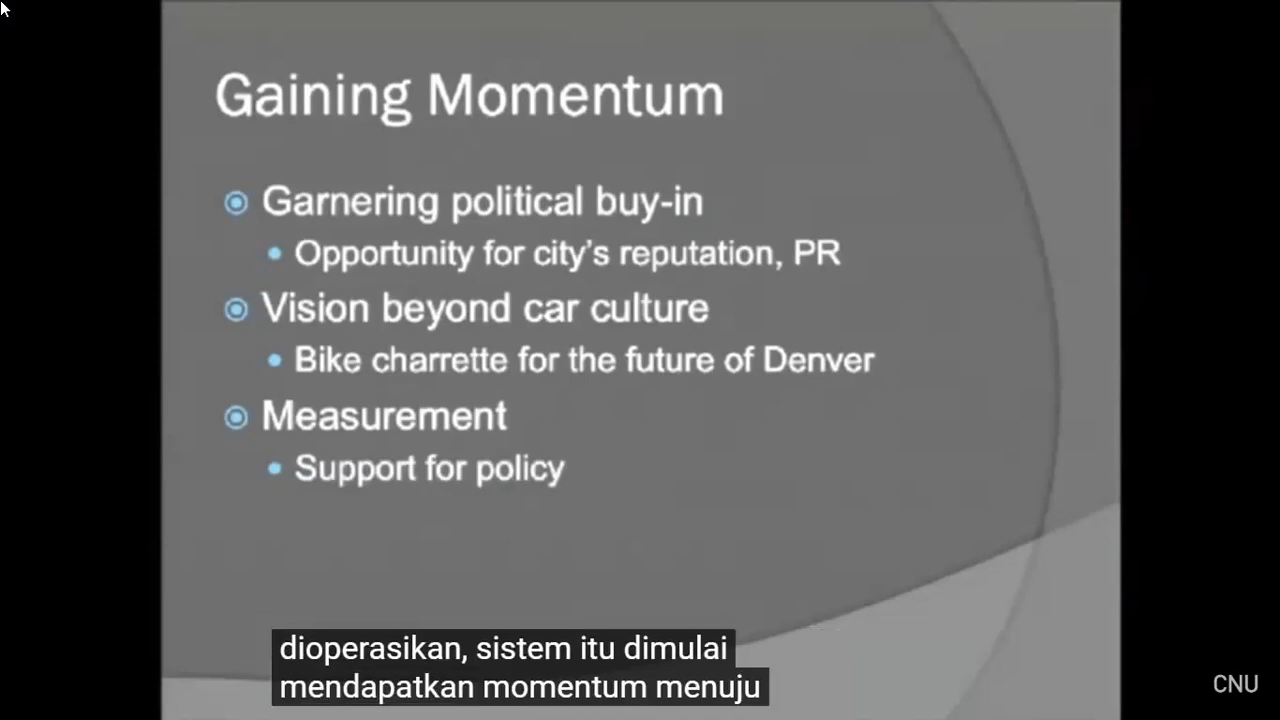 Gaining Momentum
Garnering political buy-in
Opportunity for city's reputation, PR
Vision beyond car culture
Bike charrette for the future of Denver
Measurement
Support for policy
dioperasikan, sistem itu dimulai
mendapatkan momentum menuju
CNU